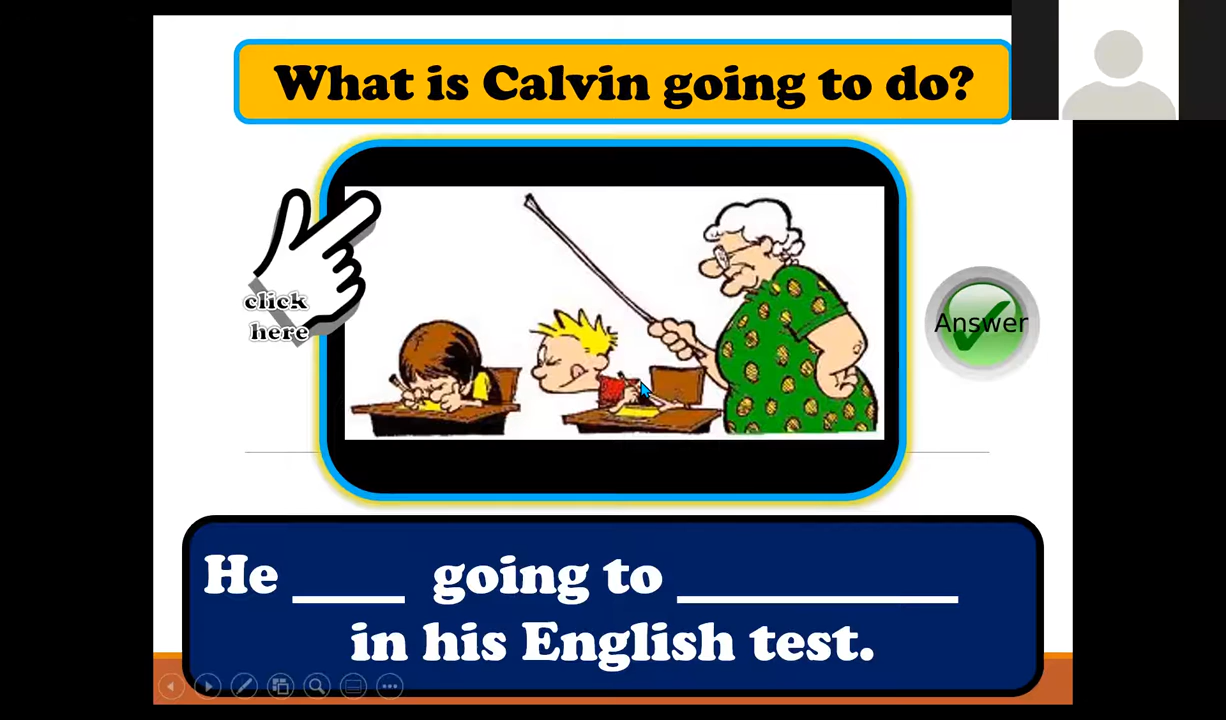 What is Calvin going to do?
click
here
Answer
He ____ going to __________
in his English test.